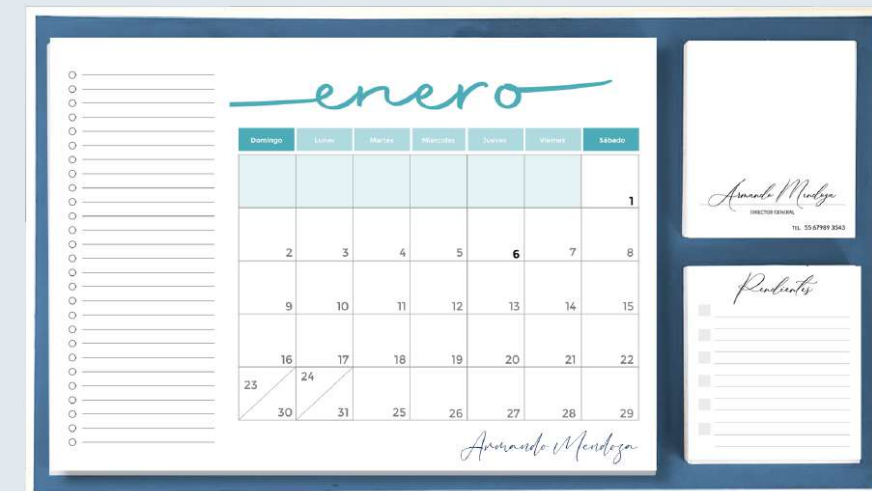 enero
Domingo Lunes Martes Miércoles Jueves Viernes Sábado
1
2 3 4 5 6 7 8
9 10 11 12 13 14 15
16 17 18 19 20 21 22
23 24
30 31 25 26 27 28 29
Armando Mendoza
Armando Mendoza
DIRECTOR GENERAL
TEL. 55 67989 3543
Pendientes